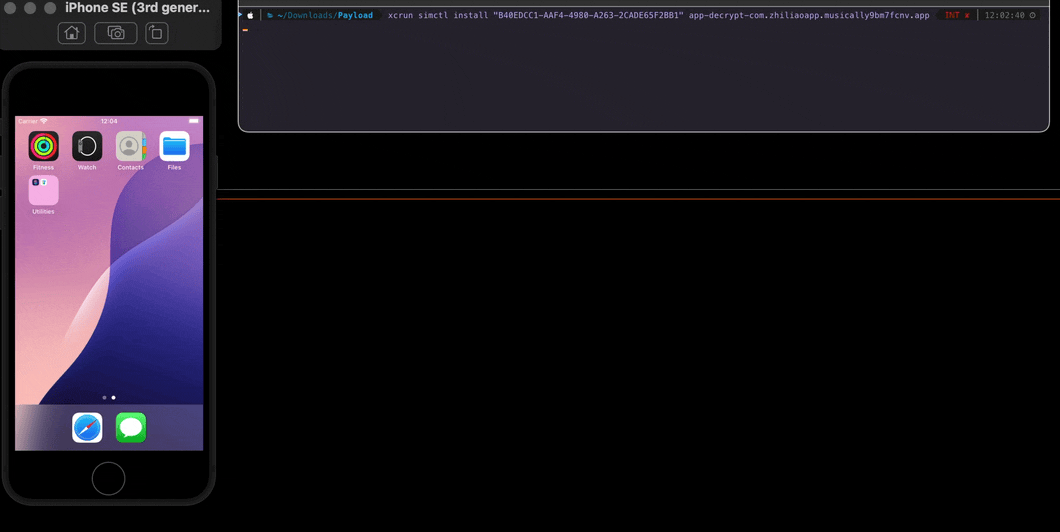 iPhone SE (3rd gener...
~/Downloads/Payload xcrun simctl install "B40EDCC1-AAF4-4980-A263-2CADE65F2BB1" app-decrypt-com.zhiliaoapp.musically9bm7fcnv.app INT ✘ 12:02:40
Carrier 12:04
Fitness Watch Contacts Files
Utilities